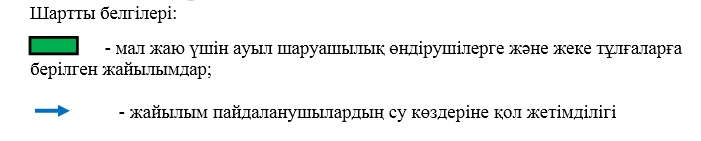 Шартты белгілері:
- мал жаю үшін ауыл шаруашылық өндірушілерге және жеке тұлғаларға
берілген жайылымдар;
- жайылым пайдаланушылардың су көздеріне қол жетімділігі